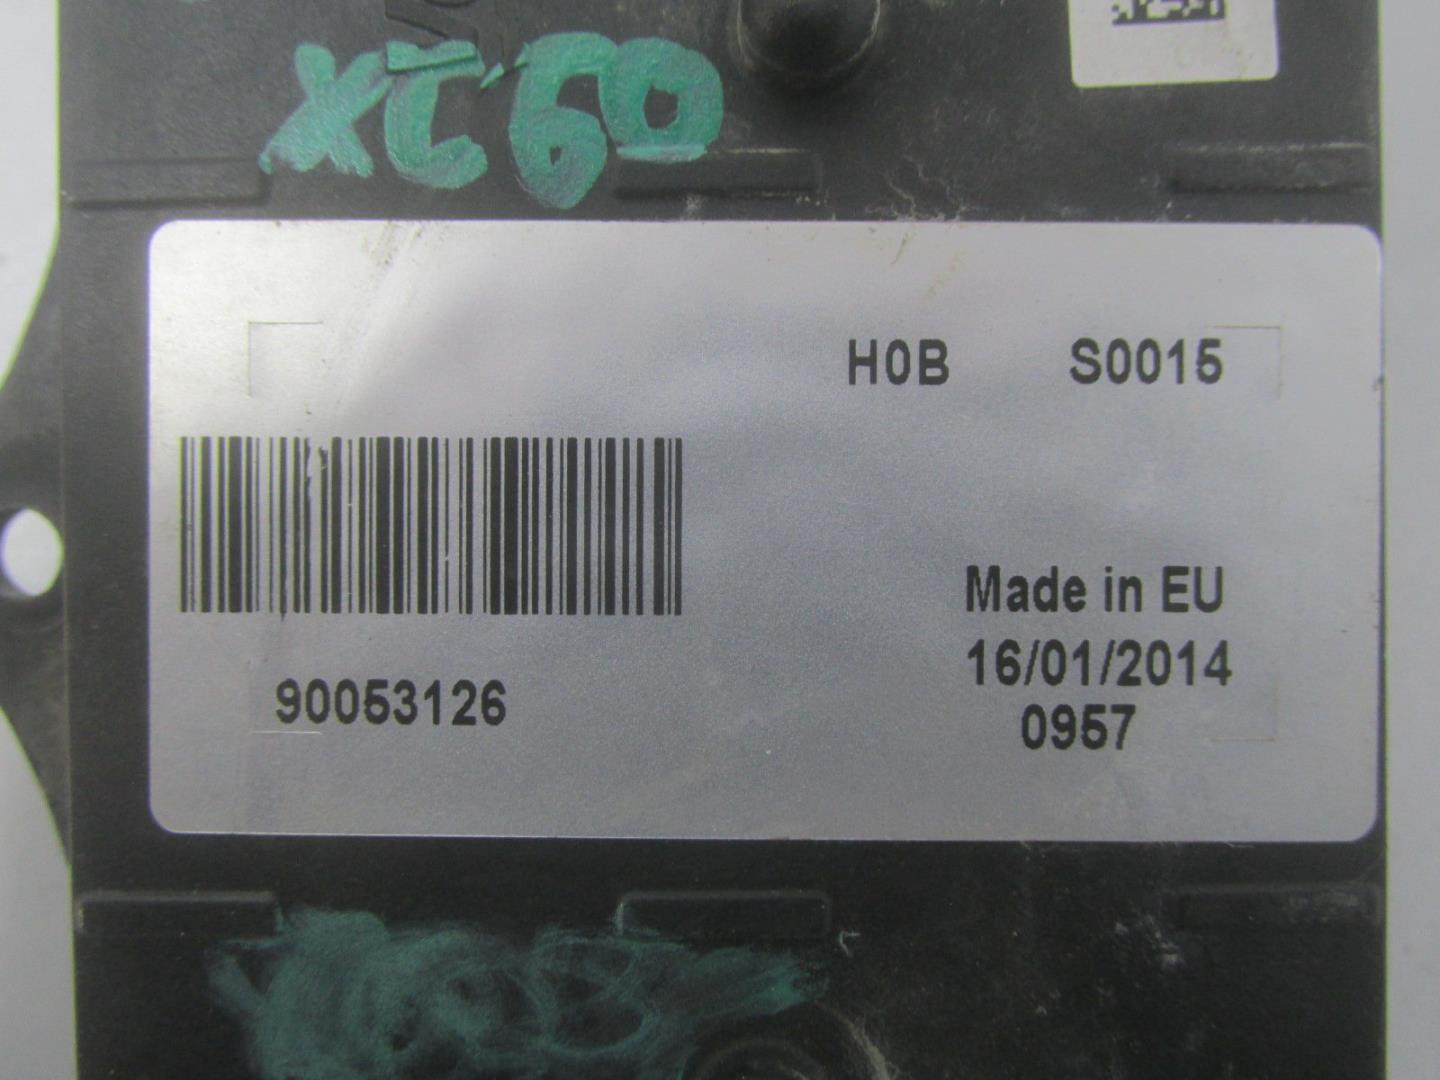 XC60
H0B S0015
Made in EU
16/01/2014
90053126
0957